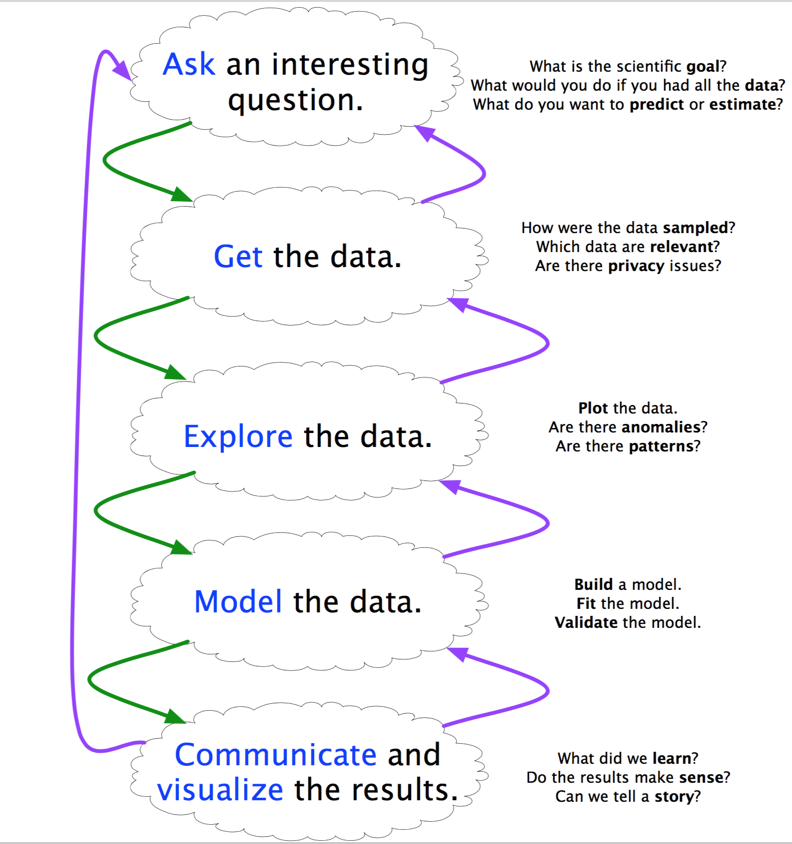 Ask an interesting
question.
What is the scientific goal?
What would you do if you had all the data?
What do you want to predict or estimate?
Get the data.
How were the data sampled?
Which data are relevant?
Are there privacy issues?
Explore the data.
Plot the data.
Are there anomalies?
Are there patterns?
Model the data.
Build a model.
Fit the model.
Validate the model.
Communicate and
visualize the results.
What did we learn?
Do the results make sense?
Can we tell a story?